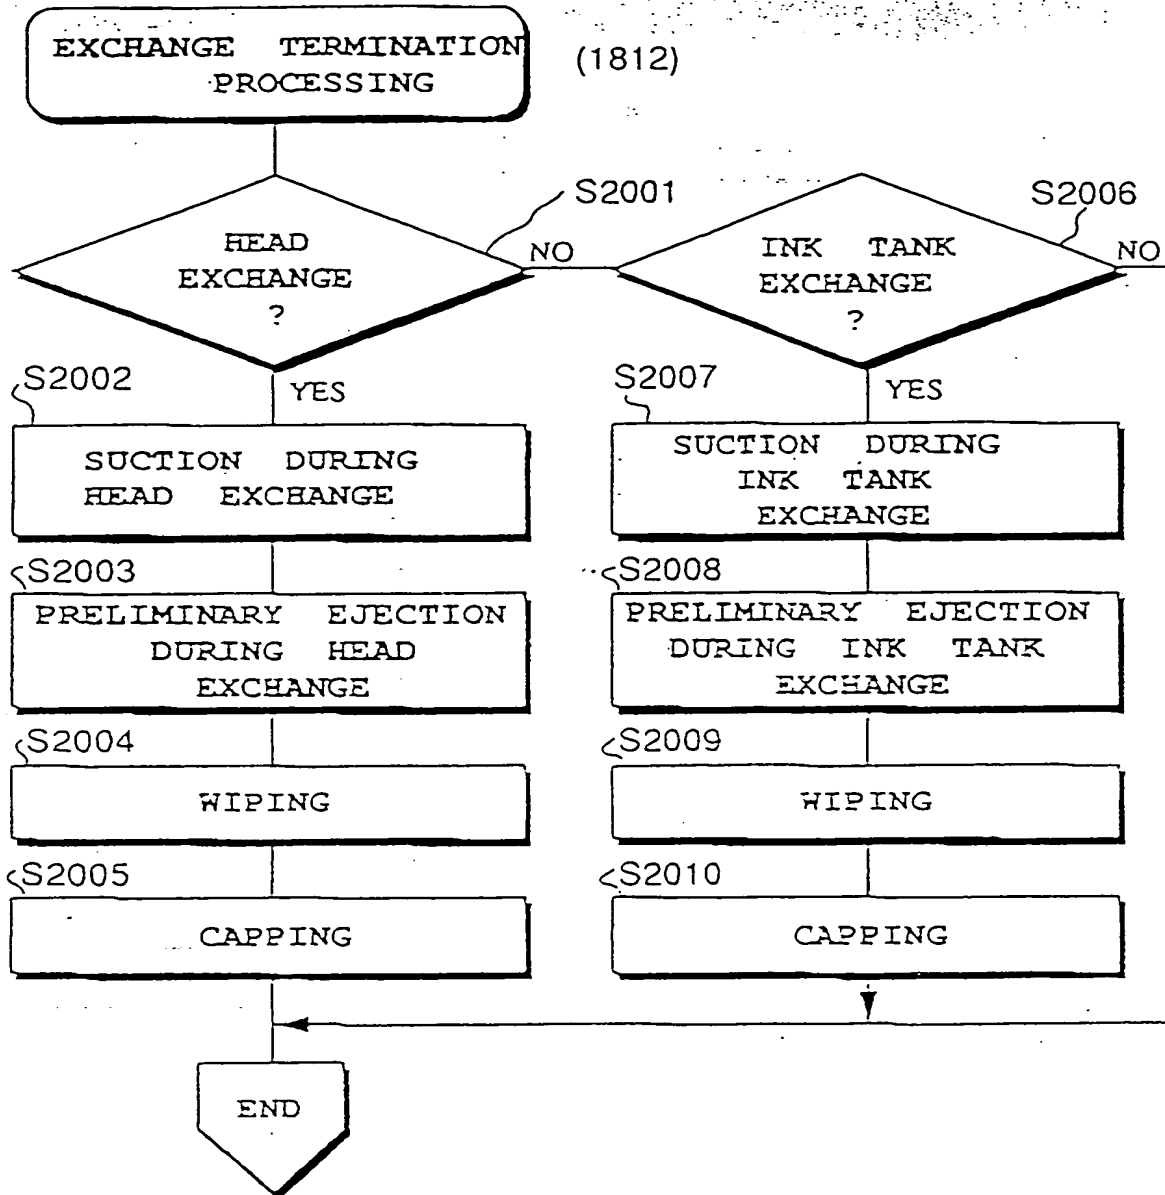 EXCHANGE TERMINATION
PROCESSING
(1812)
S2001
HEAD
EXCHANGE
?
NO
S2006
INK TANK
EXCHANGE
?
NO
S2002
YES
SUCTION DURING
HEAD EXCHANGE
S2003
PRELIMINARY EJECTION
DURING HEAD
EXCHANGE
S2004
WIPING
S2005
CAPPING
S2007
YES
SUCTION DURING
INK TANK
EXCHANGE
S2008
PRELIMINARY EJECTION
DURING INK TANK
EXCHANGE
S2009
WIPING
S2010
CAPPING
END